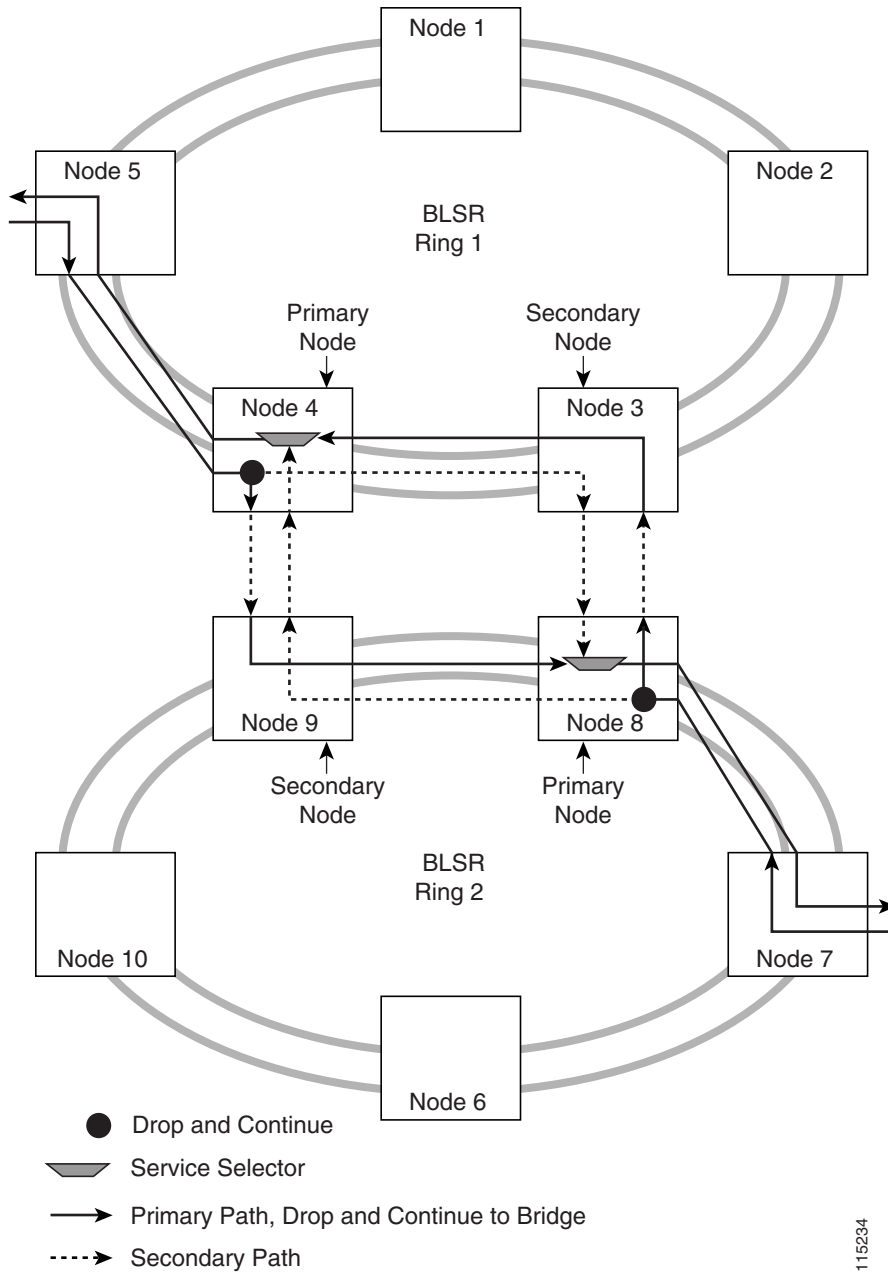 Node 1
Node 5
Node 2
BLSR
Ring 1
Primary
Node
Secondary
Node
Node 4
Node 3
Node 9
Node 8
Secondary
Node
Primary
Node
BLSR
Ring 2
Node 10
Node 7
Node 6
Drop and Continue
Service Selector
Primary Path, Drop and Continue to Bridge
Secondary Path
115234